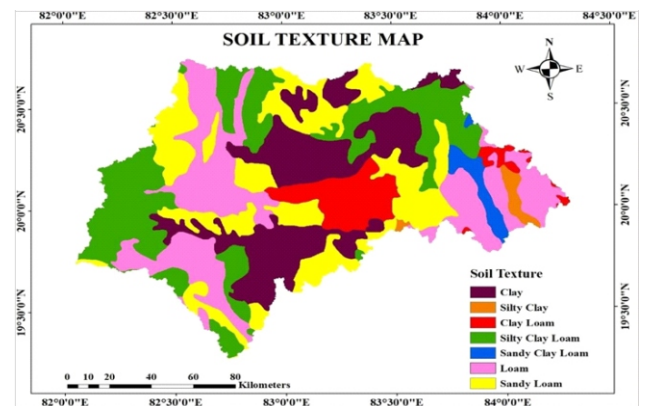 82°0'0"E 82°30'0"E 83°0'0"E 83°30'0"E 84°0'0"E 84°30'0"E
SOIL TEXTURE MAP
N
W E
S
20°30'0"N 20°30'0"N
20°0'0"N 20°0'0"N
19°30'0"N 19°30'0"N
Soil Texture
Clay
Silty Clay
Clay Loam
Silty Clay Loam
Sandy Clay Loam
Loam
Sandy Loam
0 10 20 40 60 80
Kilometers
82°0'0"E 82°30'0"E 83°0'0"E 83°30'0"E 84°0'0"E